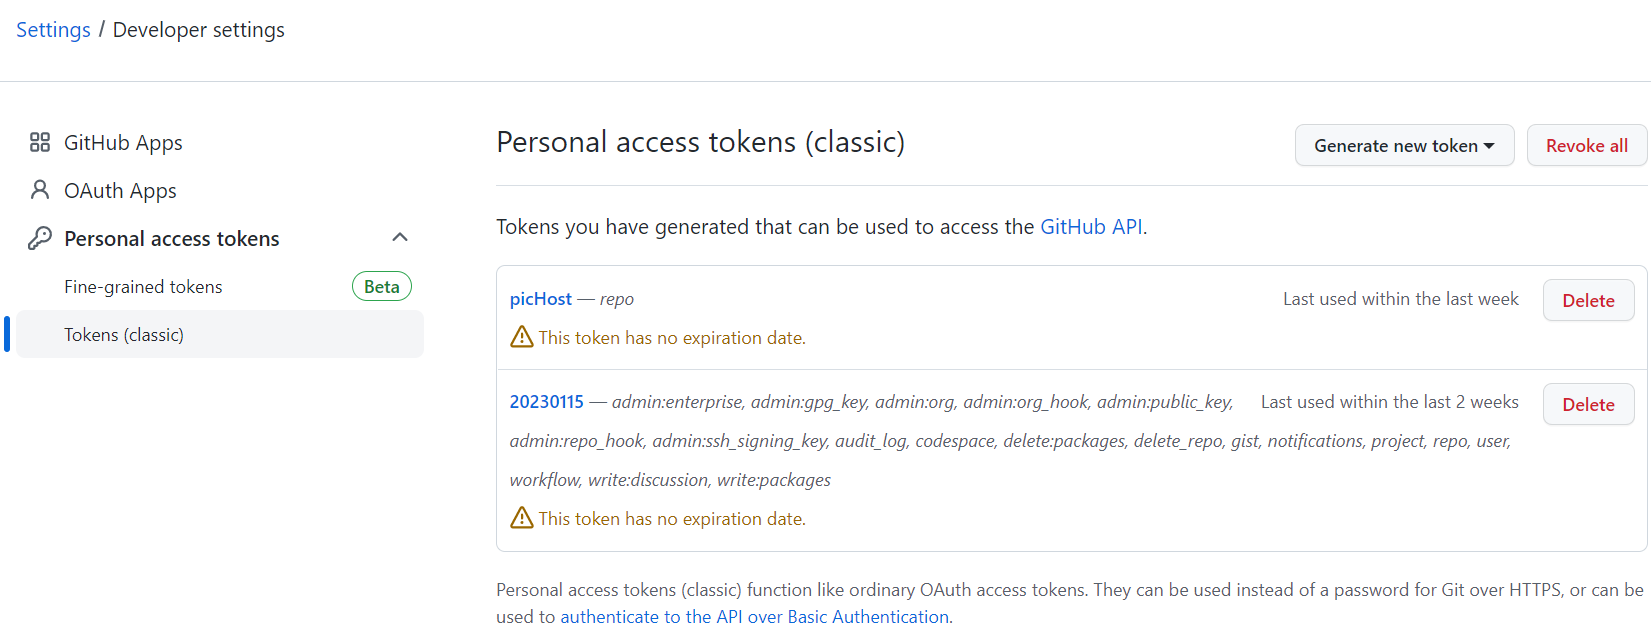 Settings / Developer settings
GitHub Apps
OAuth Apps
Personal access tokens
Fine-grained tokens Beta
Tokens (classic)
Personal access tokens (classic)
Generate new token
Revoke all
Tokens you have generated that can be used to access the GitHub API.
picHost — repo
Last used within the last week
Delete
This token has no expiration date.
20230115 — admin:enterprise, admin:gpg_key, admin:org, admin:org_hook, admin:public_key,
Last used within the last 2 weeks
Delete
admin:repo_hook, admin:ssh_signing_key, audit_log, codespace, delete:packages, delete_repo, gist, notifications, project, repo, user,
workflow, write:discussion, write:packages
This token has no expiration date.
Personal access tokens (classic) function like ordinary OAuth access tokens. They can be used instead of a password for Git over HTTPS, or can be
used to authenticate to the API over Basic Authentication.